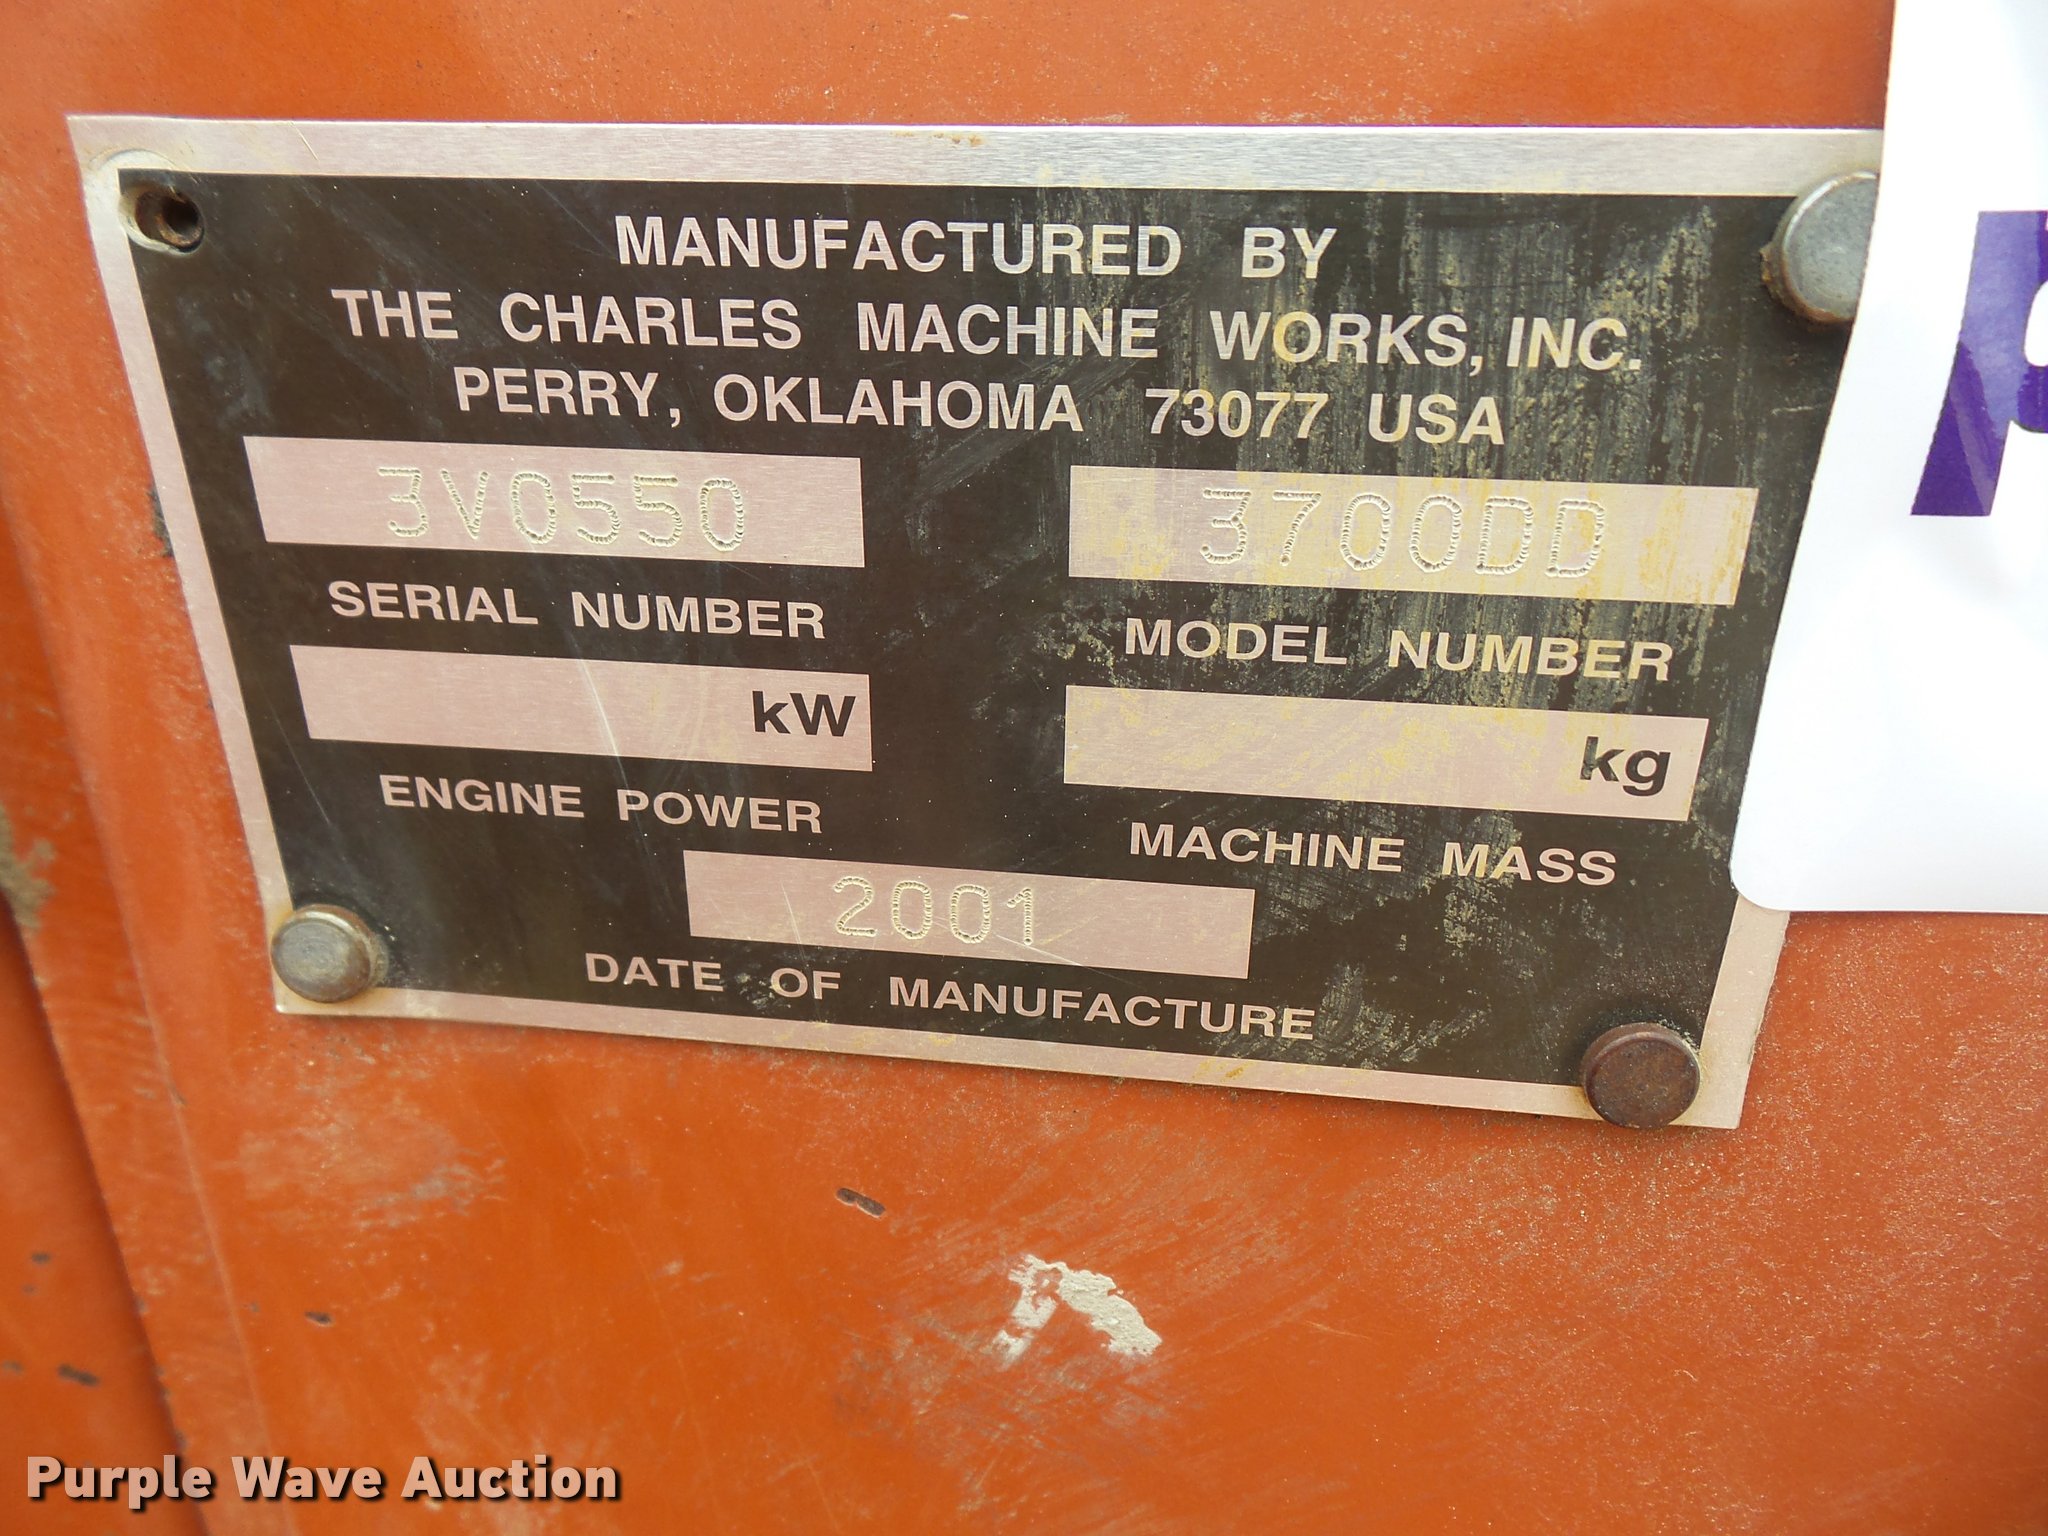 MANUFACTURED BY
THE CHARLES MACHINE WORKS, INC.
PERRY, OKLAHOMA 73077 USA
3V0550 3700DD
SERIAL NUMBER MODEL NUMBER
kW kg
ENGINE POWER MACHINE MASS
2001
DATE OF MANUFACTURE
Purple Wave Auction